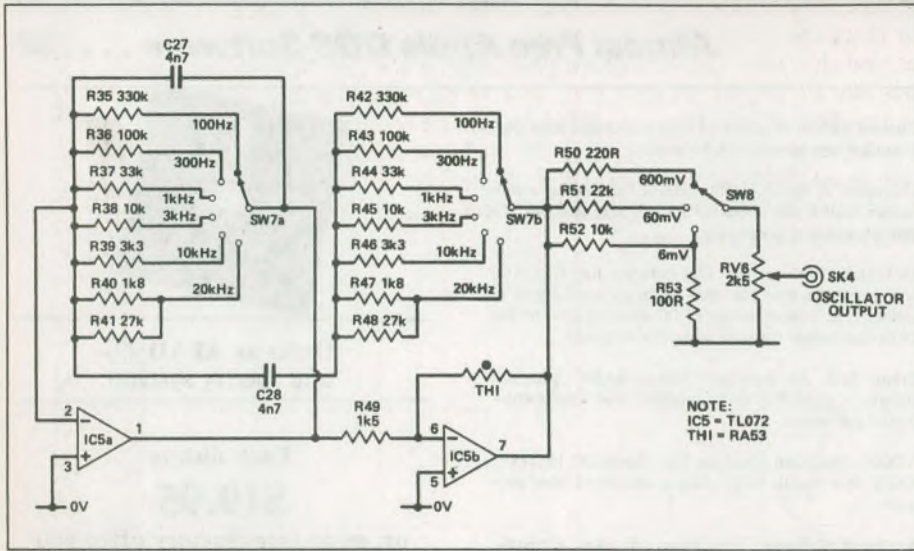 C27
4n7
R35 330k
100Hz
R36 100k
300Hz
R37 33k
1kHz
R38 10k
3kHz
SW7a
R39 3k3
10kHz
R40 1k8
20kHz
R41 27k
R42 330k
100Hz
R43 100k
300Hz
R44 33k
1kHz
R45 10k
3kHz
SW7b
R46 3k3
10kHz
R47 1k8
20kHz
R48 27k
C28
4n7
R50 220R
600mV
SW8
R51 22k
60mV
R52 10k
6mV
R53
100R
RV8
2k5
SK4
OSCILLATOR
OUTPUT
2
IC5a
1
3
+
0V
R49
1k5
TH1
6
IC5b
7
5
+
0V
NOTE:
IC5 = TL072
TH1 = RA53